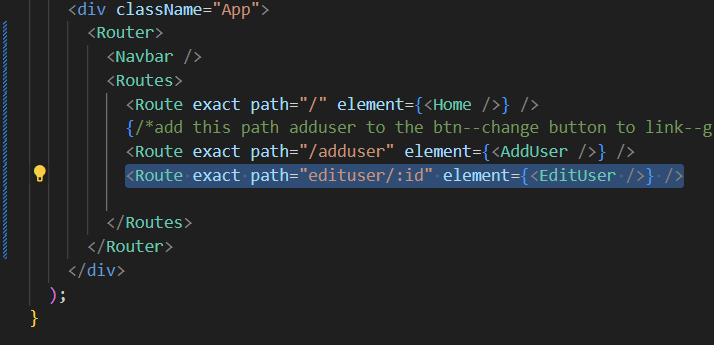 <div className="App">
<Router>
<Navbar />
<Routes>
<Route exact path="/" element={<Home />} />
{/*add this path adduser to the btn--change button to link--g
<Route exact path="/adduser" element={<AddUser />} />
<Route exact path="edituser/:id" element={<EditUser />} />
</Routes>
</Router>
</div>
);
}